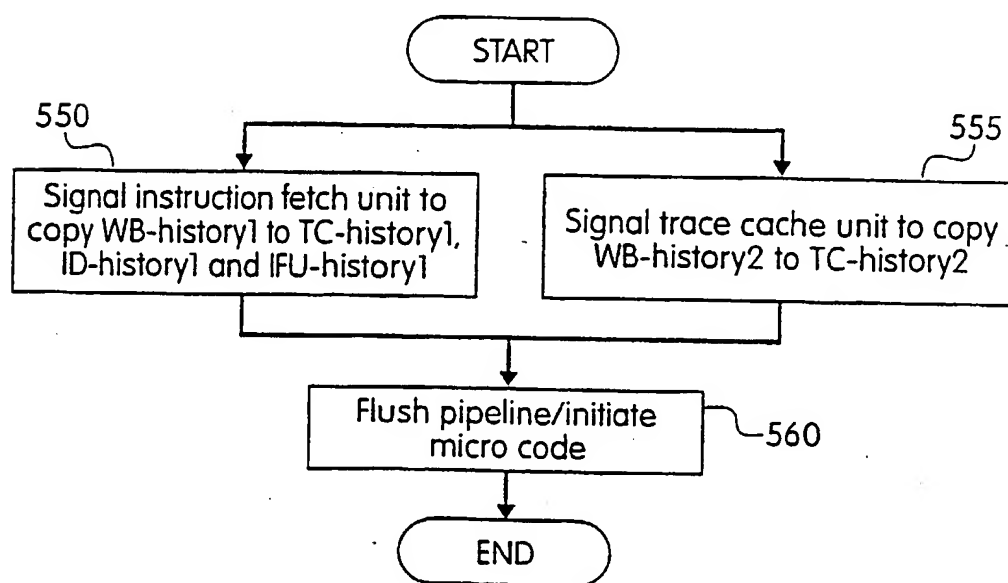 START
550
555
Signal instruction fetch unit to
copy WB-history1 to TC-history1,
ID-history1 and IFU-history1
Signal trace cache unit to copy
WB-history2 to TC-history2
Flush pipeline/initiate
micro code
560
END